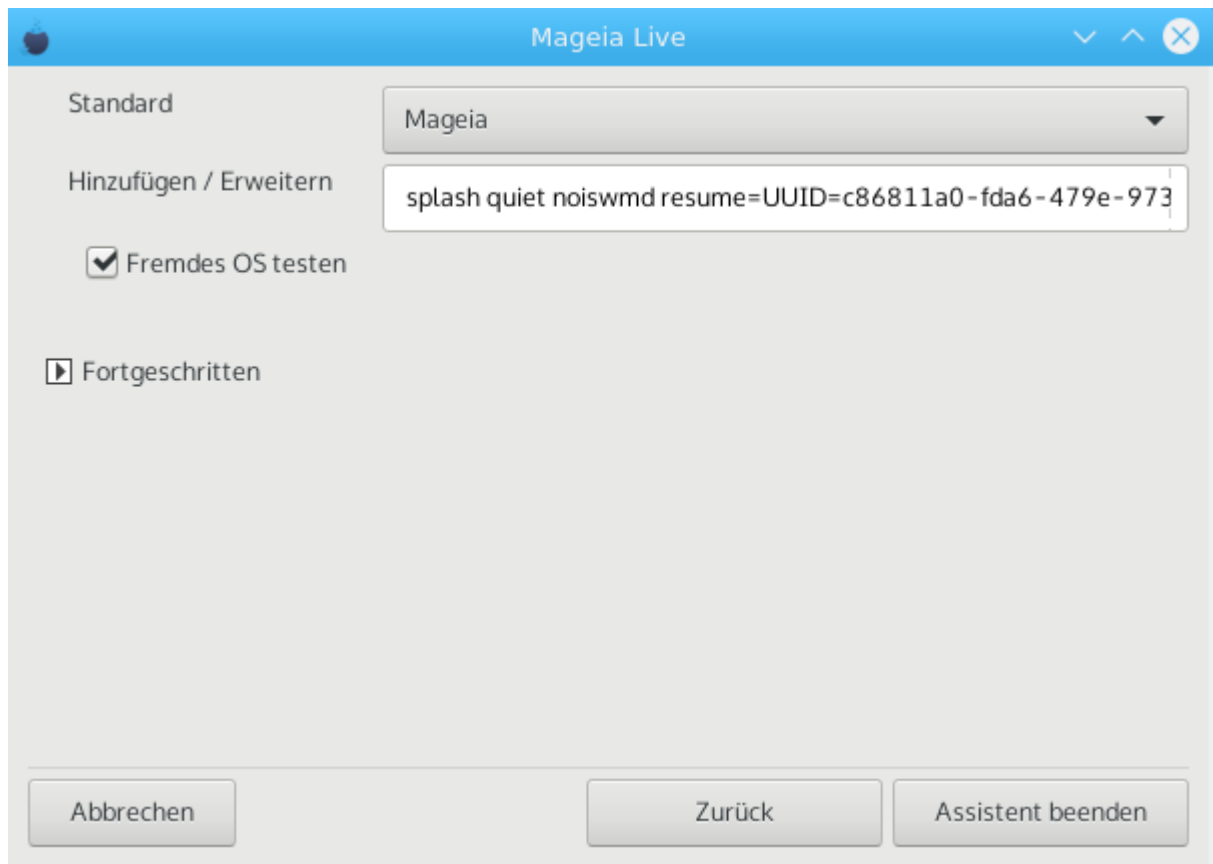 Mageia Live
Standard
Mageia
Hinzufügen / Erweitern
splash quiet noiswmd resume=UUID=c86811a0-fda6-479e-973
Fremdes OS testen
Fortgeschritten
Abbrechen
Zurück
Assistent beenden